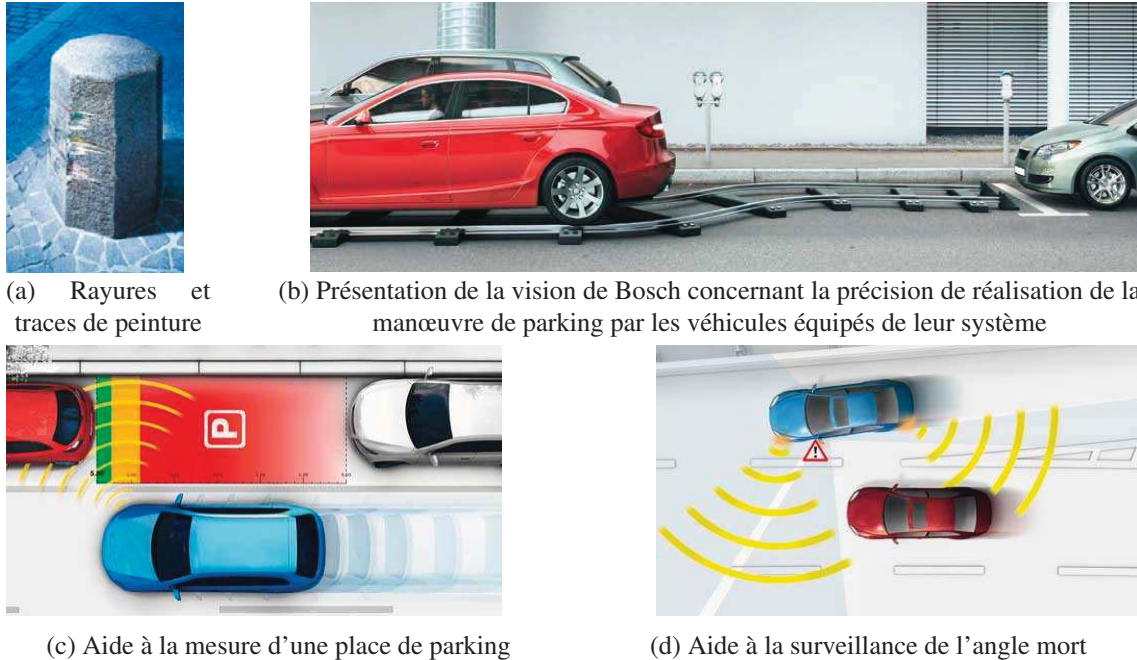 (a) Rayures et
traces de peinture
(b) Présentation de la vision de Bosch concernant la précision de réalisation de la
manœuvre de parking par les véhicules équipés de leur système
P
(c) Aide à la mesure d'une place de parking
(d) Aide à la surveillance de l'angle mort